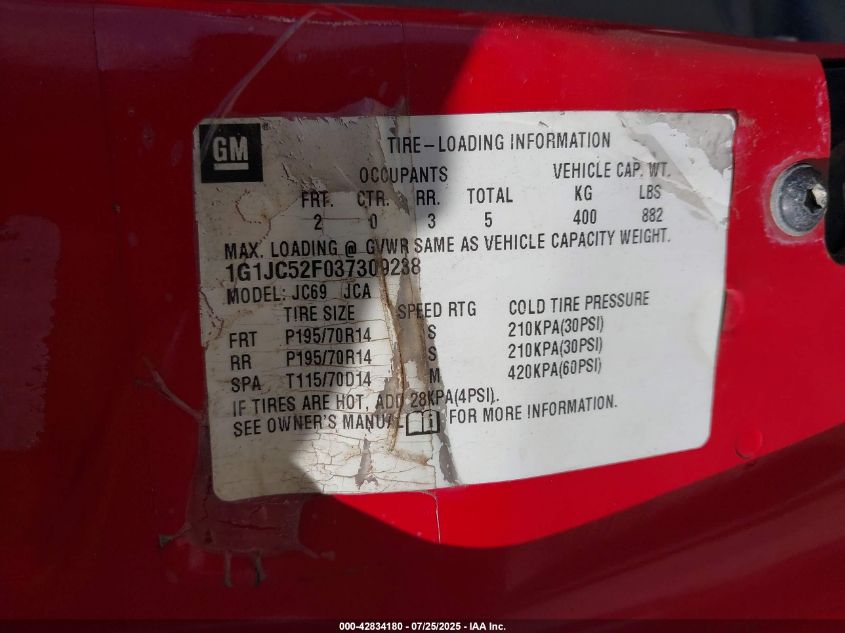 GM
TIRE-LOADING INFORMATION
OCCUPANTS VEHICLE CAP. WT.
FRT. CTR. RR. TOTAL KG LBS
2 0 3 5 400 882
MAX. LOADING @ GVWR SAME AS VEHICLE CAPACITY WEIGHT.
1G1JC52F037309238
MODEL: JC69 JCA
TIRE SIZE SPEED RTG COLD TIRE PRESSURE
FRT P195/70R14 S 210KPA(30PSI)
RR P195/70R14 S 210KPA(30PSI)
SPA T115/70D14 M 420KPA(60PSI)
IF TIRES ARE HOT, ADD 28KPA(4PSI).
SEE OWNER'S MANUAL i FOR MORE INFORMATION.
000-42834180 - 07/25/2025 - IAA Inc.